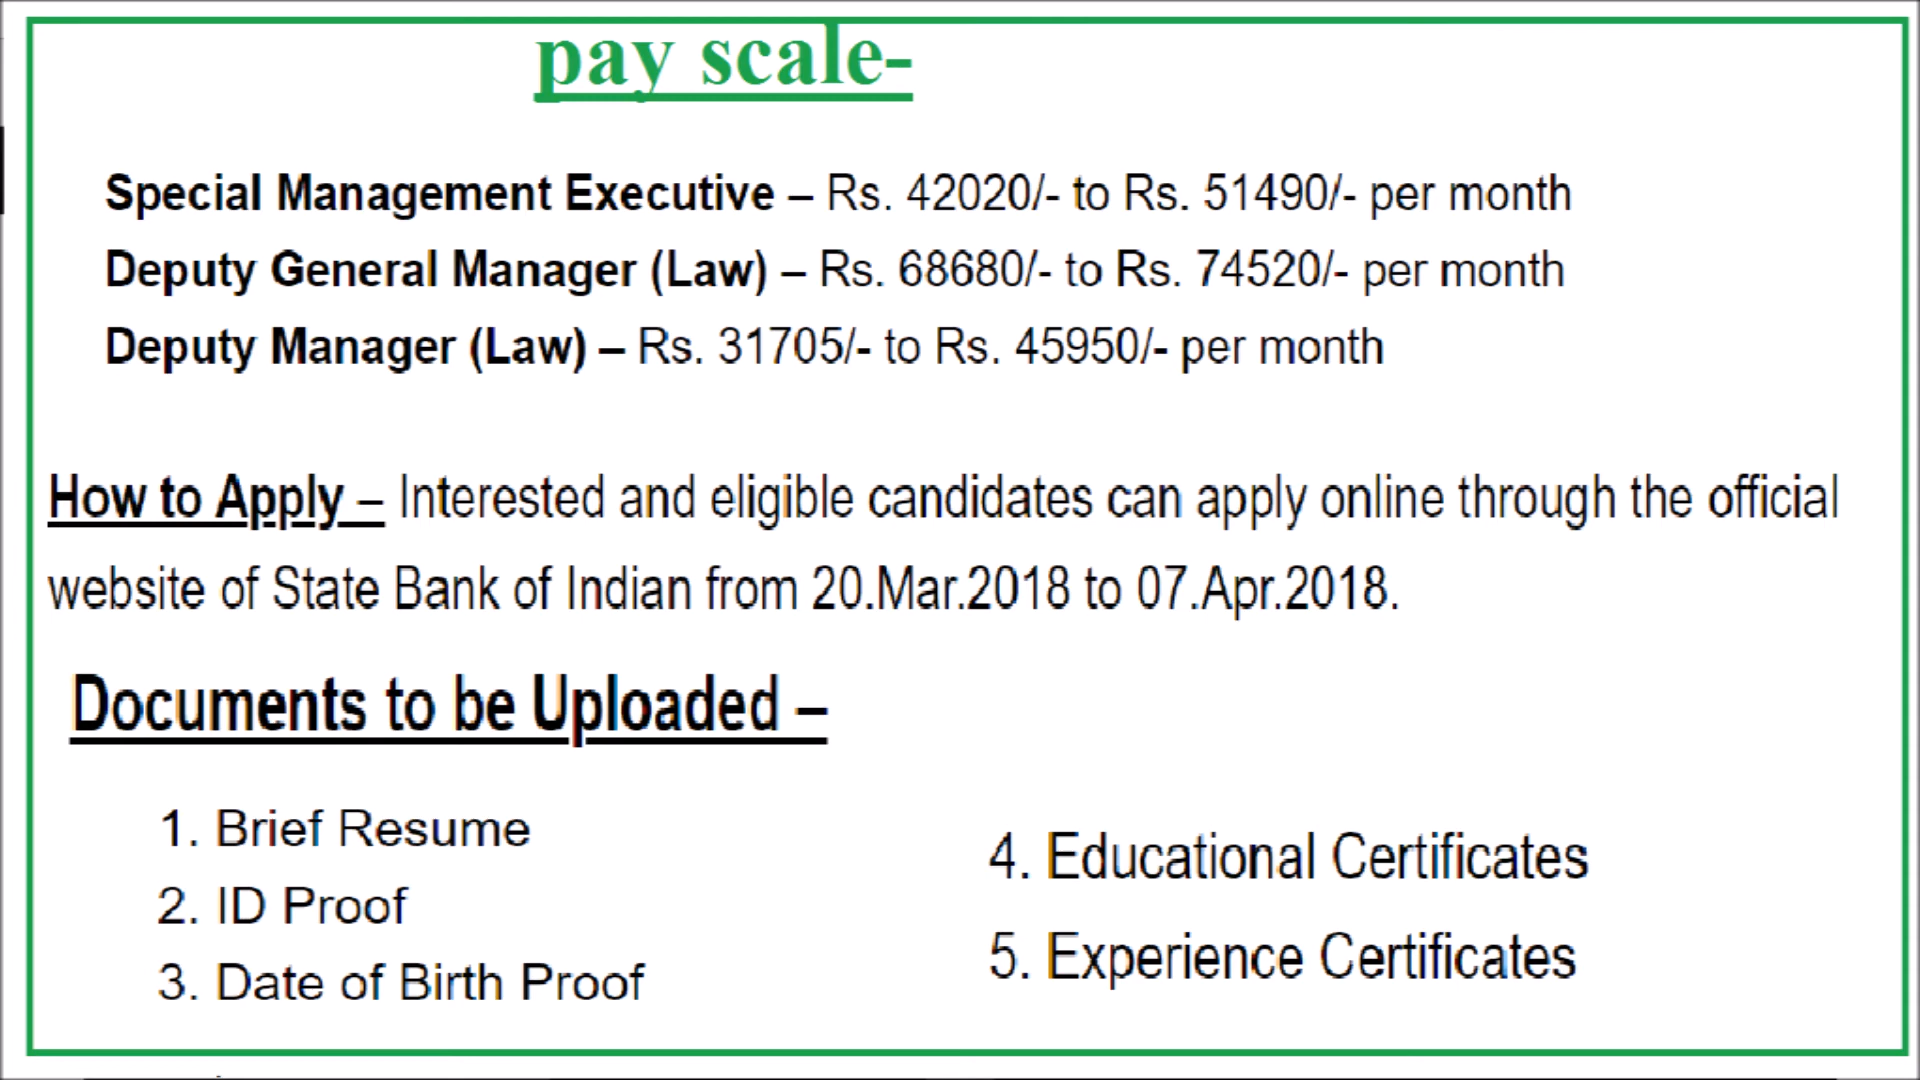 pay scale-
Special Management Executive – Rs. 42020/- to Rs. 51490/- per month
Deputy General Manager (Law) – Rs. 68680/- to Rs. 74520/- per month
Deputy Manager (Law) – Rs. 31705/- to Rs. 45950/- per month
How to Apply – Interested and eligible candidates can apply online through the official
website of State Bank of Indian from 20.Mar.2018 to 07.Apr.2018.
Documents to be Uploaded –
1. Brief Resume
2. ID Proof
3. Date of Birth Proof
4. Educational Certificates
5. Experience Certificates